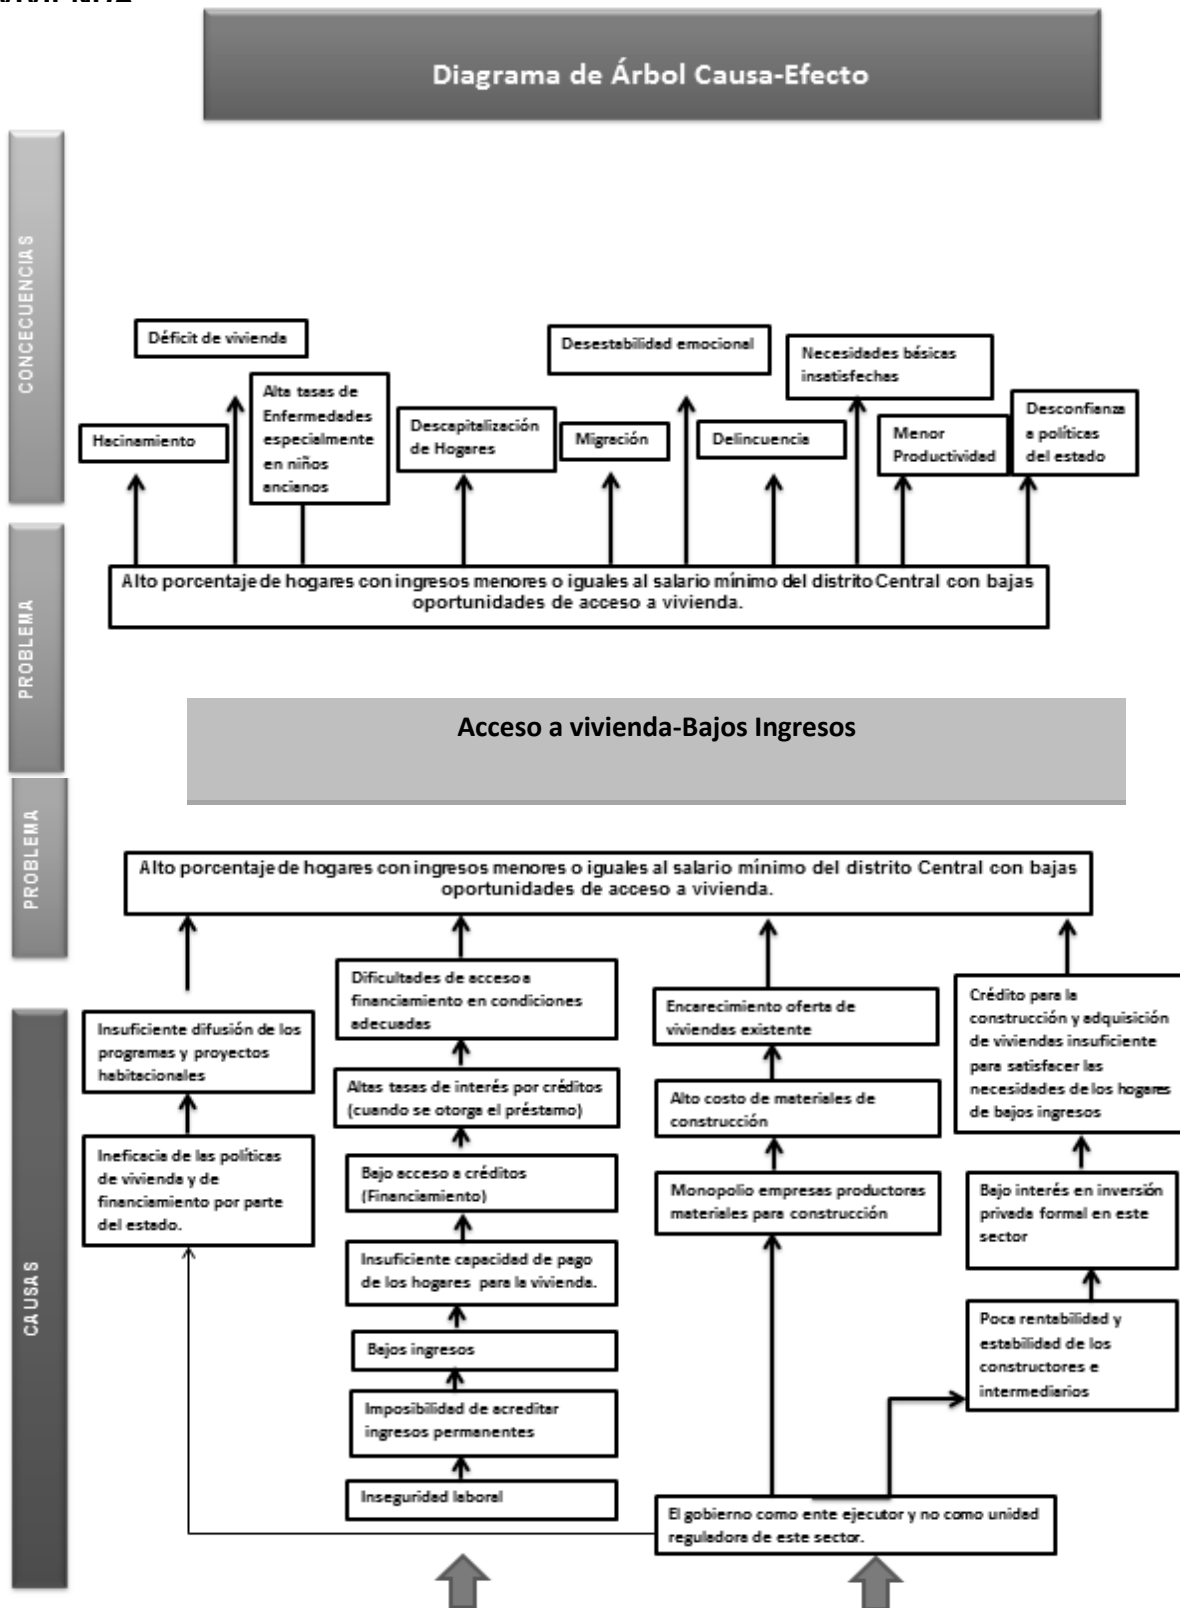 Diagrama de Árbol Causa-Efecto
CONCECUENCIAS
Déficit de vivienda
Desestabilidad emocional
Necesidades básicas
insatisfechas
Alta tasas de
Enfermedades
especialmente
en niños
ancianos
Hacinamiento
Descapitalización
de Hogares
Migración
Delincuencia
Menor
Productividad
Desconfianza
a políticas
del estado
PROBLEMA
Alto porcentaje de hogares con ingresos menores o iguales al salario mínimo del distrito Central con bajas
oportunidades de acceso a vivienda.
Acceso a vivienda-Bajos Ingresos
PROBLEMA
Alto porcentaje de hogares con ingresos menores o iguales al salario mínimo del distrito Central con bajas
oportunidades de acceso a vivienda.
CAUSAS
Insuficiente difusión de los
programas y proyectos
habitacionales
Ineficacia de las políticas
de vivienda y de
financiamiento por parte
del estado.
Dificultades de acceso a
financiamiento en condiciones
adecuadas
Altas tasas de interés por créditos
(cuando se otorga el préstamo)
Bajo acceso a créditos
(Financiamiento)
Insuficiente capacidad de pago
de los hogares para la vivienda.
Bajos ingresos
Imposibilidad de acreditar
ingresos permanentes
Inseguridad laboral
Encarecimiento oferta de
viviendas existente
Alto costo de materiales de
construcción
Monopolio empresas productoras
materiales para construcción
Crédito para la
construcción y adquisición
de viviendas insuficiente
para satisfacer las
necesidades de los hogares
de bajos ingresos
Bajo interés en inversión
privada formal en este
sector
Poca rentabilidad y
estabilidad de los
constructores e
intermediarios
El gobierno como ente ejecutor y no como unidad
reguladora de este sector.